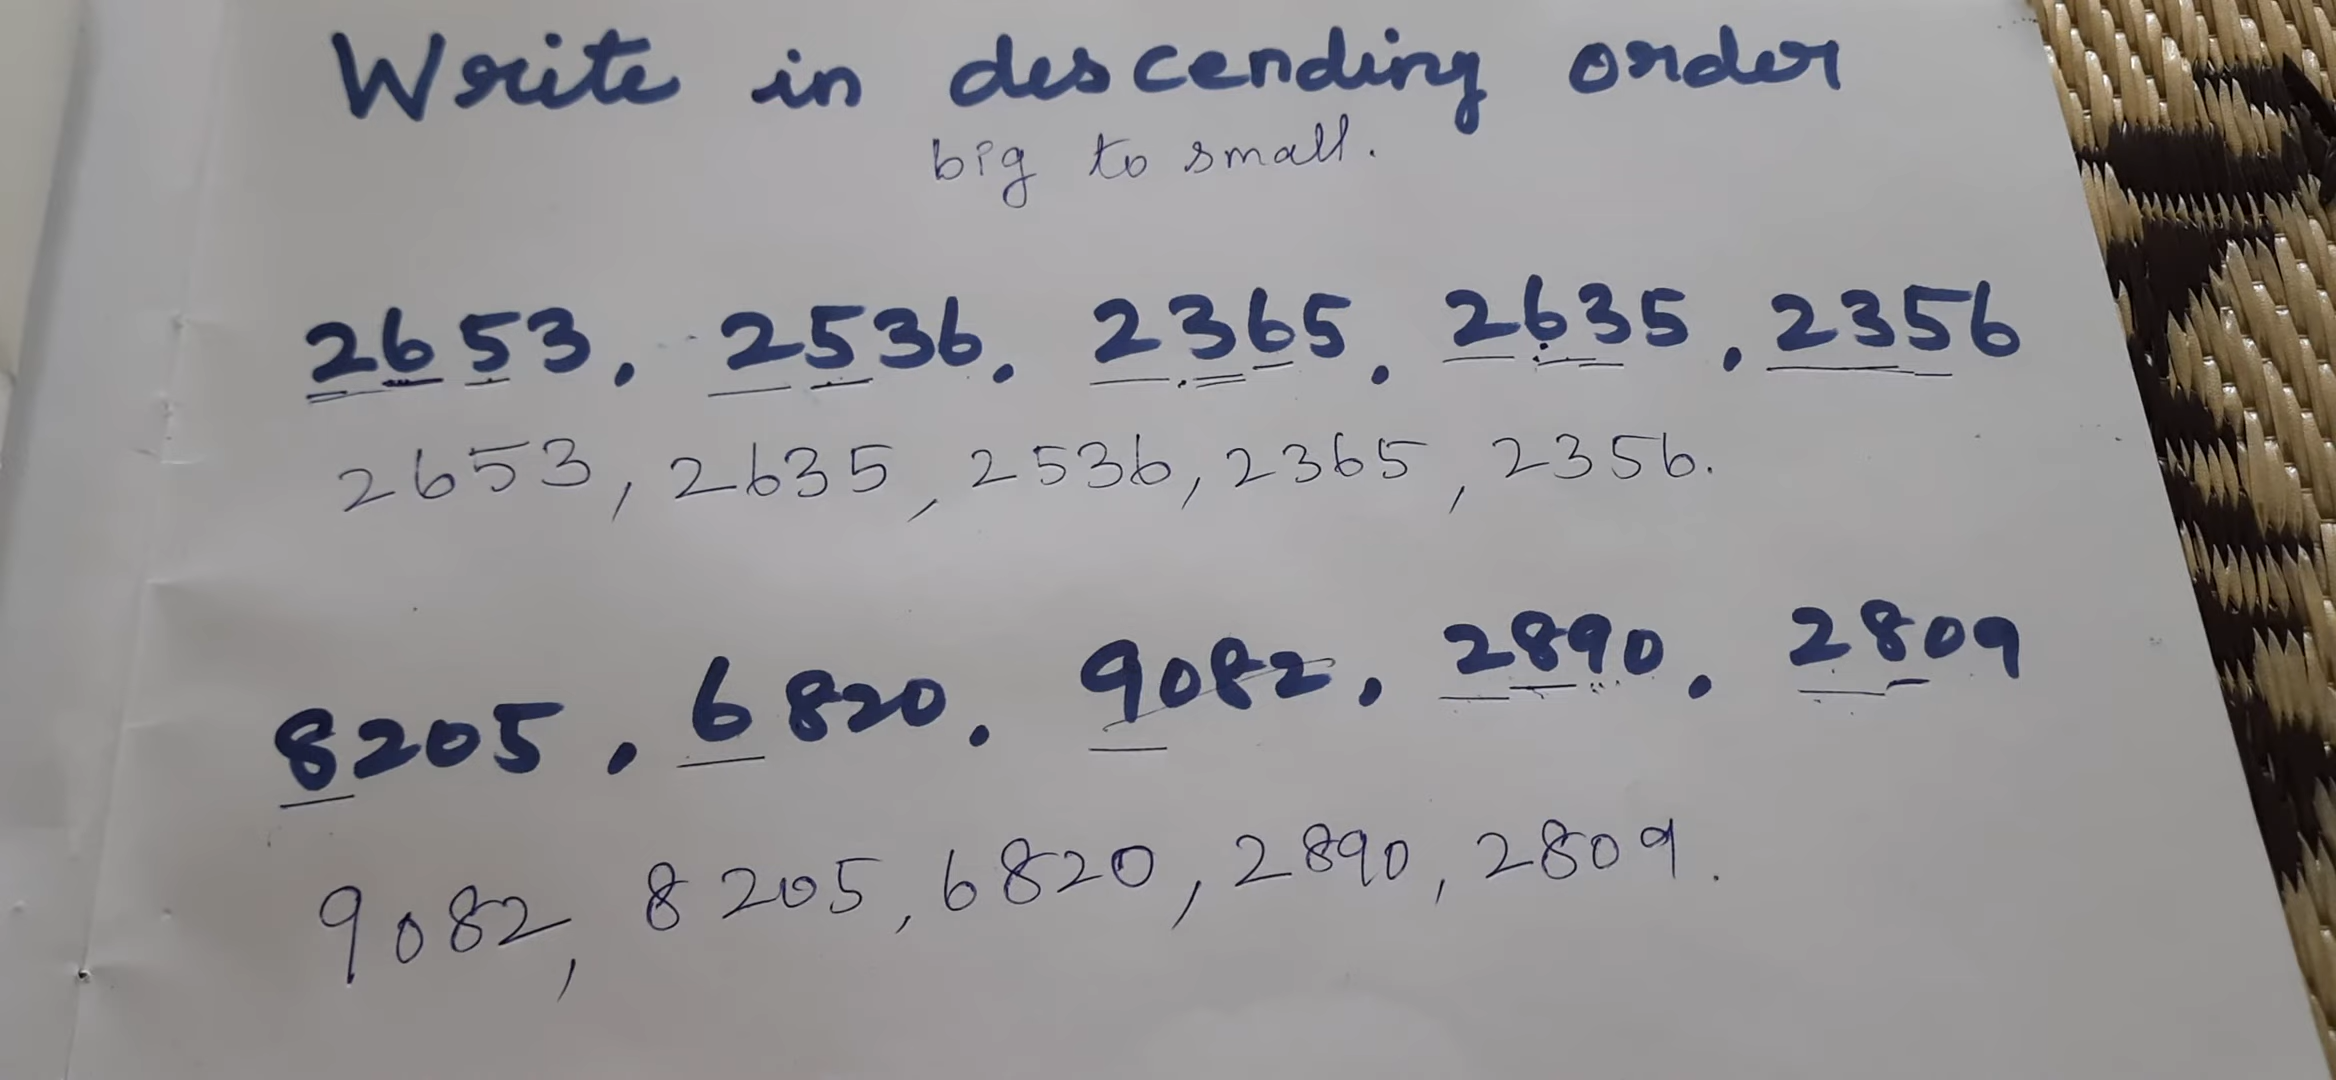 Write in descending order
big to small.
2653, 2536, 2365, 2635, 2356
2653, 2635, 2536, 2365, 2356.
8205, 6820, 9082, 2890, 2809
9082, 8205, 6820, 2890, 2809.